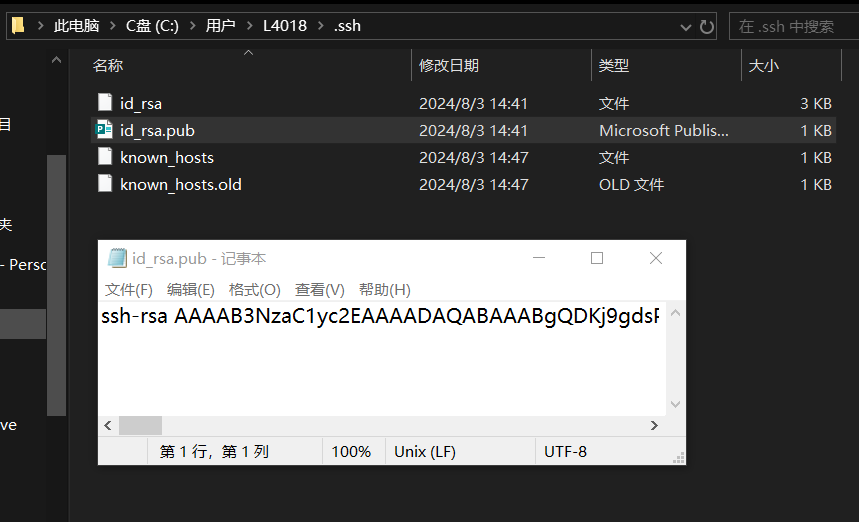 此电脑 > C盘 (C:) > 用户 > L4018 > .ssh
在 .ssh 中搜索
名称 修改日期 类型 大小
id_rsa 2024/8/3 14:41 文件 3 KB
目
id_rsa.pub 2024/8/3 14:41 Microsoft Publis... 1 KB
known_hosts 2024/8/3 14:47 文件 1 KB
known_hosts.old 2024/8/3 14:47 OLD 文件 1 KB
夹
- Perso
ve
id_rsa.pub - 记事本
文件(F) 编辑(E) 格式(O) 查看(V) 帮助(H)
ssh-rsa AAAAB3NzaC1yc2EAAAADAQABAAABgQDKj9gdsF
第 1 行，第 1 列 100% Unix (LF) UTF-8